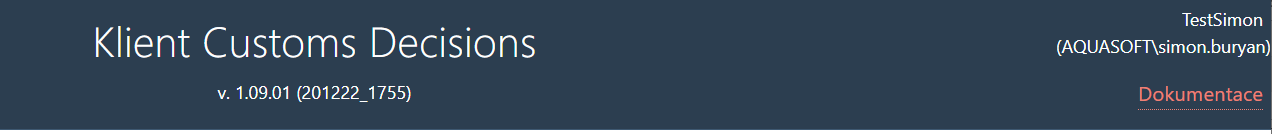 Klient Customs Decisions
v. 1.09.01 (201222_1755)
TestSimon
(AQUASOFT\simon.buryan)
Dokumentace